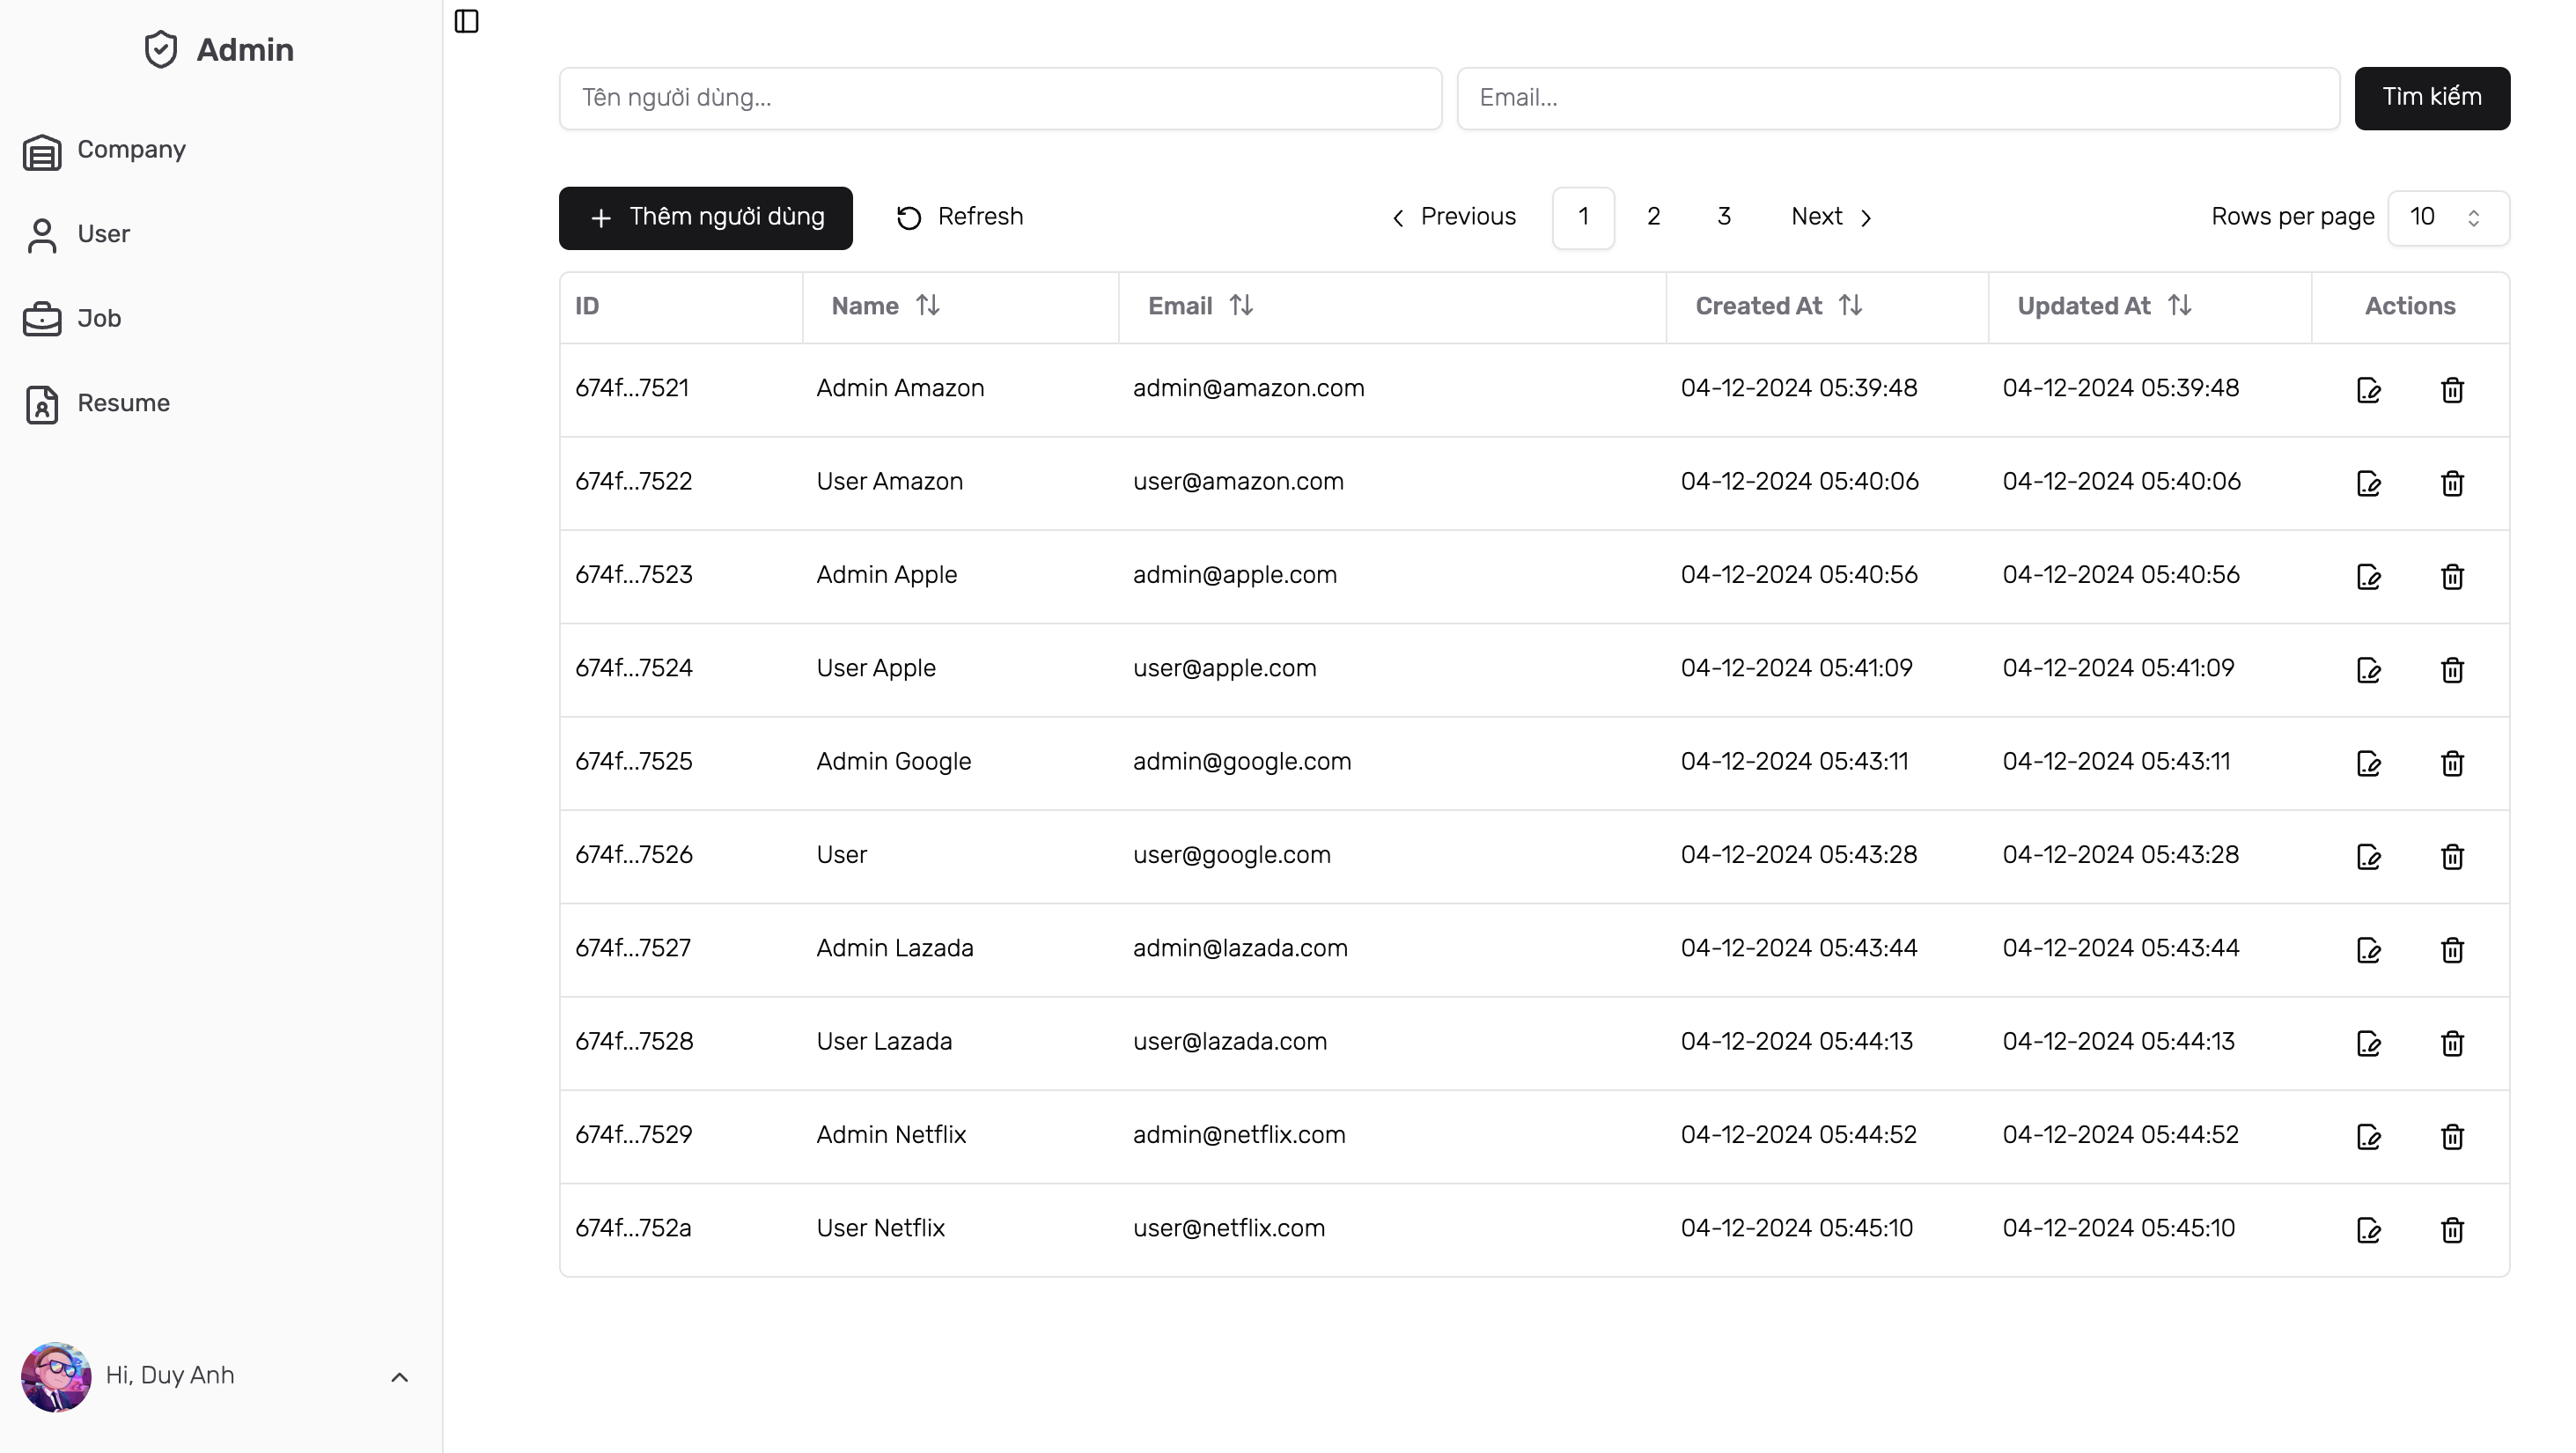 Admin
Company
User
Job
Resume
Hi, Duy Anh
Tên người dùng... Email... Tìm kiếm
Thêm người dùng Refresh Previous 1 2 3 Next Rows per page 10
ID Name Email Created At Updated At Actions
674f...7521 Admin Amazon admin@amazon.com 04-12-2024 05:39:48 04-12-2024 05:39:48
674f...7522 User Amazon user@amazon.com 04-12-2024 05:40:06 04-12-2024 05:40:06
674f...7523 Admin Apple admin@apple.com 04-12-2024 05:40:56 04-12-2024 05:40:56
674f...7524 User Apple user@apple.com 04-12-2024 05:41:09 04-12-2024 05:41:09
674f...7525 Admin Google admin@google.com 04-12-2024 05:43:11 04-12-2024 05:43:11
674f...7526 User user@google.com 04-12-2024 05:43:28 04-12-2024 05:43:28
674f...7527 Admin Lazada admin@lazada.com 04-12-2024 05:43:44 04-12-2024 05:43:44
674f...7528 User Lazada user@lazada.com 04-12-2024 05:44:13 04-12-2024 05:44:13
674f...7529 Admin Netflix admin@netflix.com 04-12-2024 05:44:52 04-12-2024 05:44:52
674f...752a User Netflix user@netflix.com 04-12-2024 05:45:10 04-12-2024 05:45:10